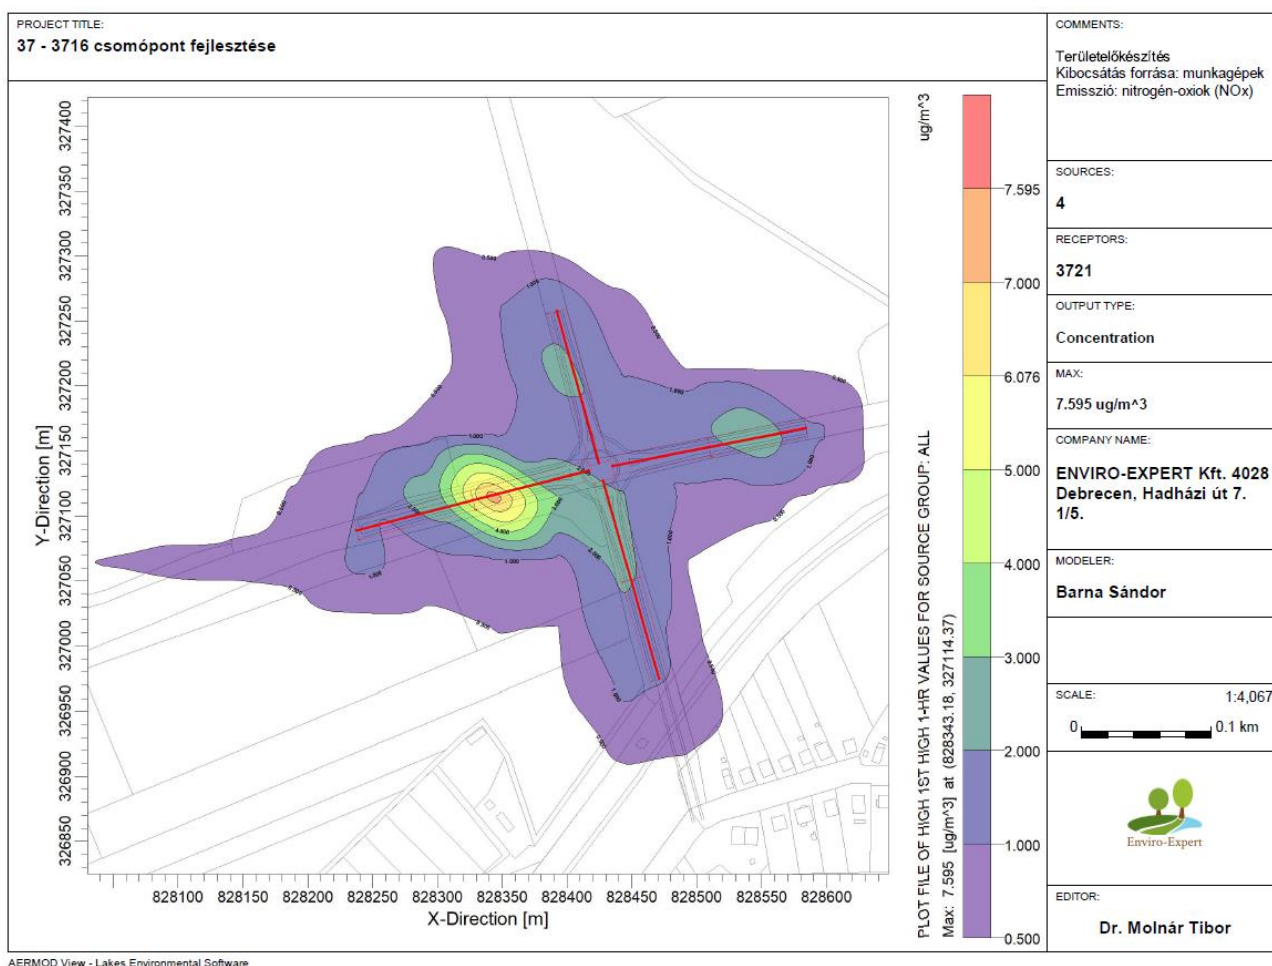 PROJECT TITLE:
37 - 3716 csomópont fejlesztése
COMMENTS:
Területelőkészítés
Kibocsátás forrása: munkagépek
Emisszió: nitrogén-oxiok (NOx)
SOURCES:
4
RECEPTORS:
3721
OUTPUT TYPE:
Concentration
MAX:
7.595 ug/m^3
COMPANY NAME:
ENVIRO-EXPERT Kft. 4028
Debrecen, Hadházi út 7.
1/5.
MODELER:
Barna Sándor
SCALE:
1:4,067
0
0.1 km
Enviro-Expert
EDITOR:
Dr. Molnár Tibor
Y-Direction [m]
327400
327350
327300
327250
327200
327150
327100
327050
327000
326950
326900
326850
828100 828150 828200 828250 828300 828350 828400 828450 828500 828550 828600
X-Direction [m]
PLOT FILE OF HIGH 1ST HIGH 1-HR VALUES FOR SOURCE GROUP: ALL
Max: 7.595 [ug/m^3] at (828343.18, 327114.37)
ug/m^3
7.595
7.000
6.076
5.000
4.000
3.000
2.000
1.000
0.500
AERMOD View - Lakes Environmental Software